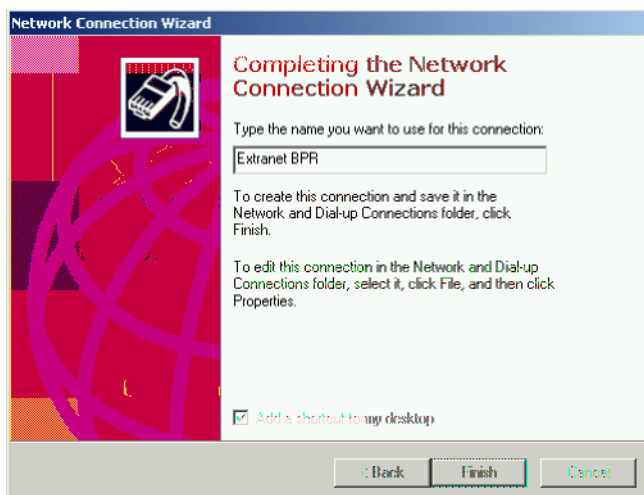 Network Connection Wizard
Completing the Network
Connection Wizard
Type the name you want to use for this connection:
Extranet BPR
To create this connection and save it in the
Network and Dial-up Connections folder, click
Finish.
To edit this connection in the Network and Dial-up
Connections folder, select it, click File, and then click
Properties.
Add a shortcut to my desktop
< Back
Finish
Cancel